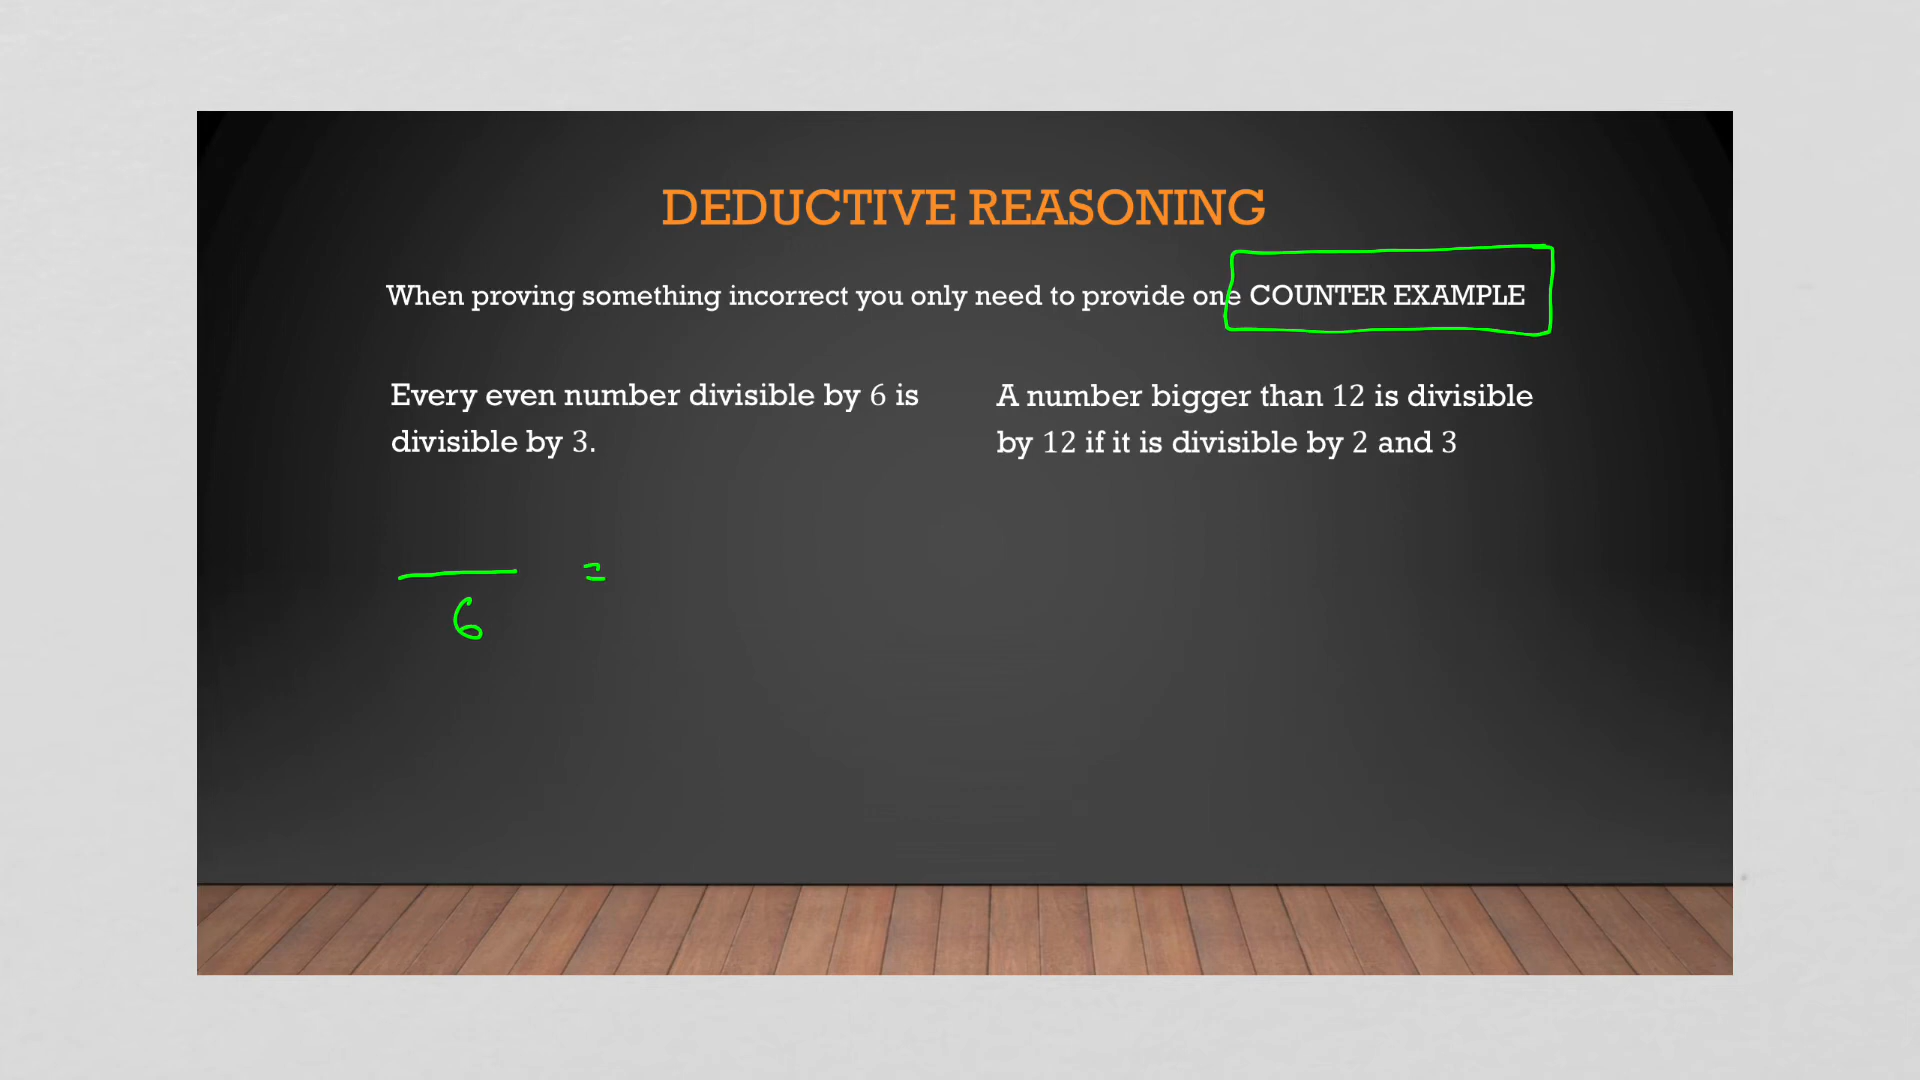 DEDUCTIVE REASONING
When proving something incorrect you only need to provide one COUNTER EXAMPLE
Every even number divisible by 6 is
divisible by 3.
A number bigger than 12 is divisible
by 12 if it is divisible by 2 and 3
=
6